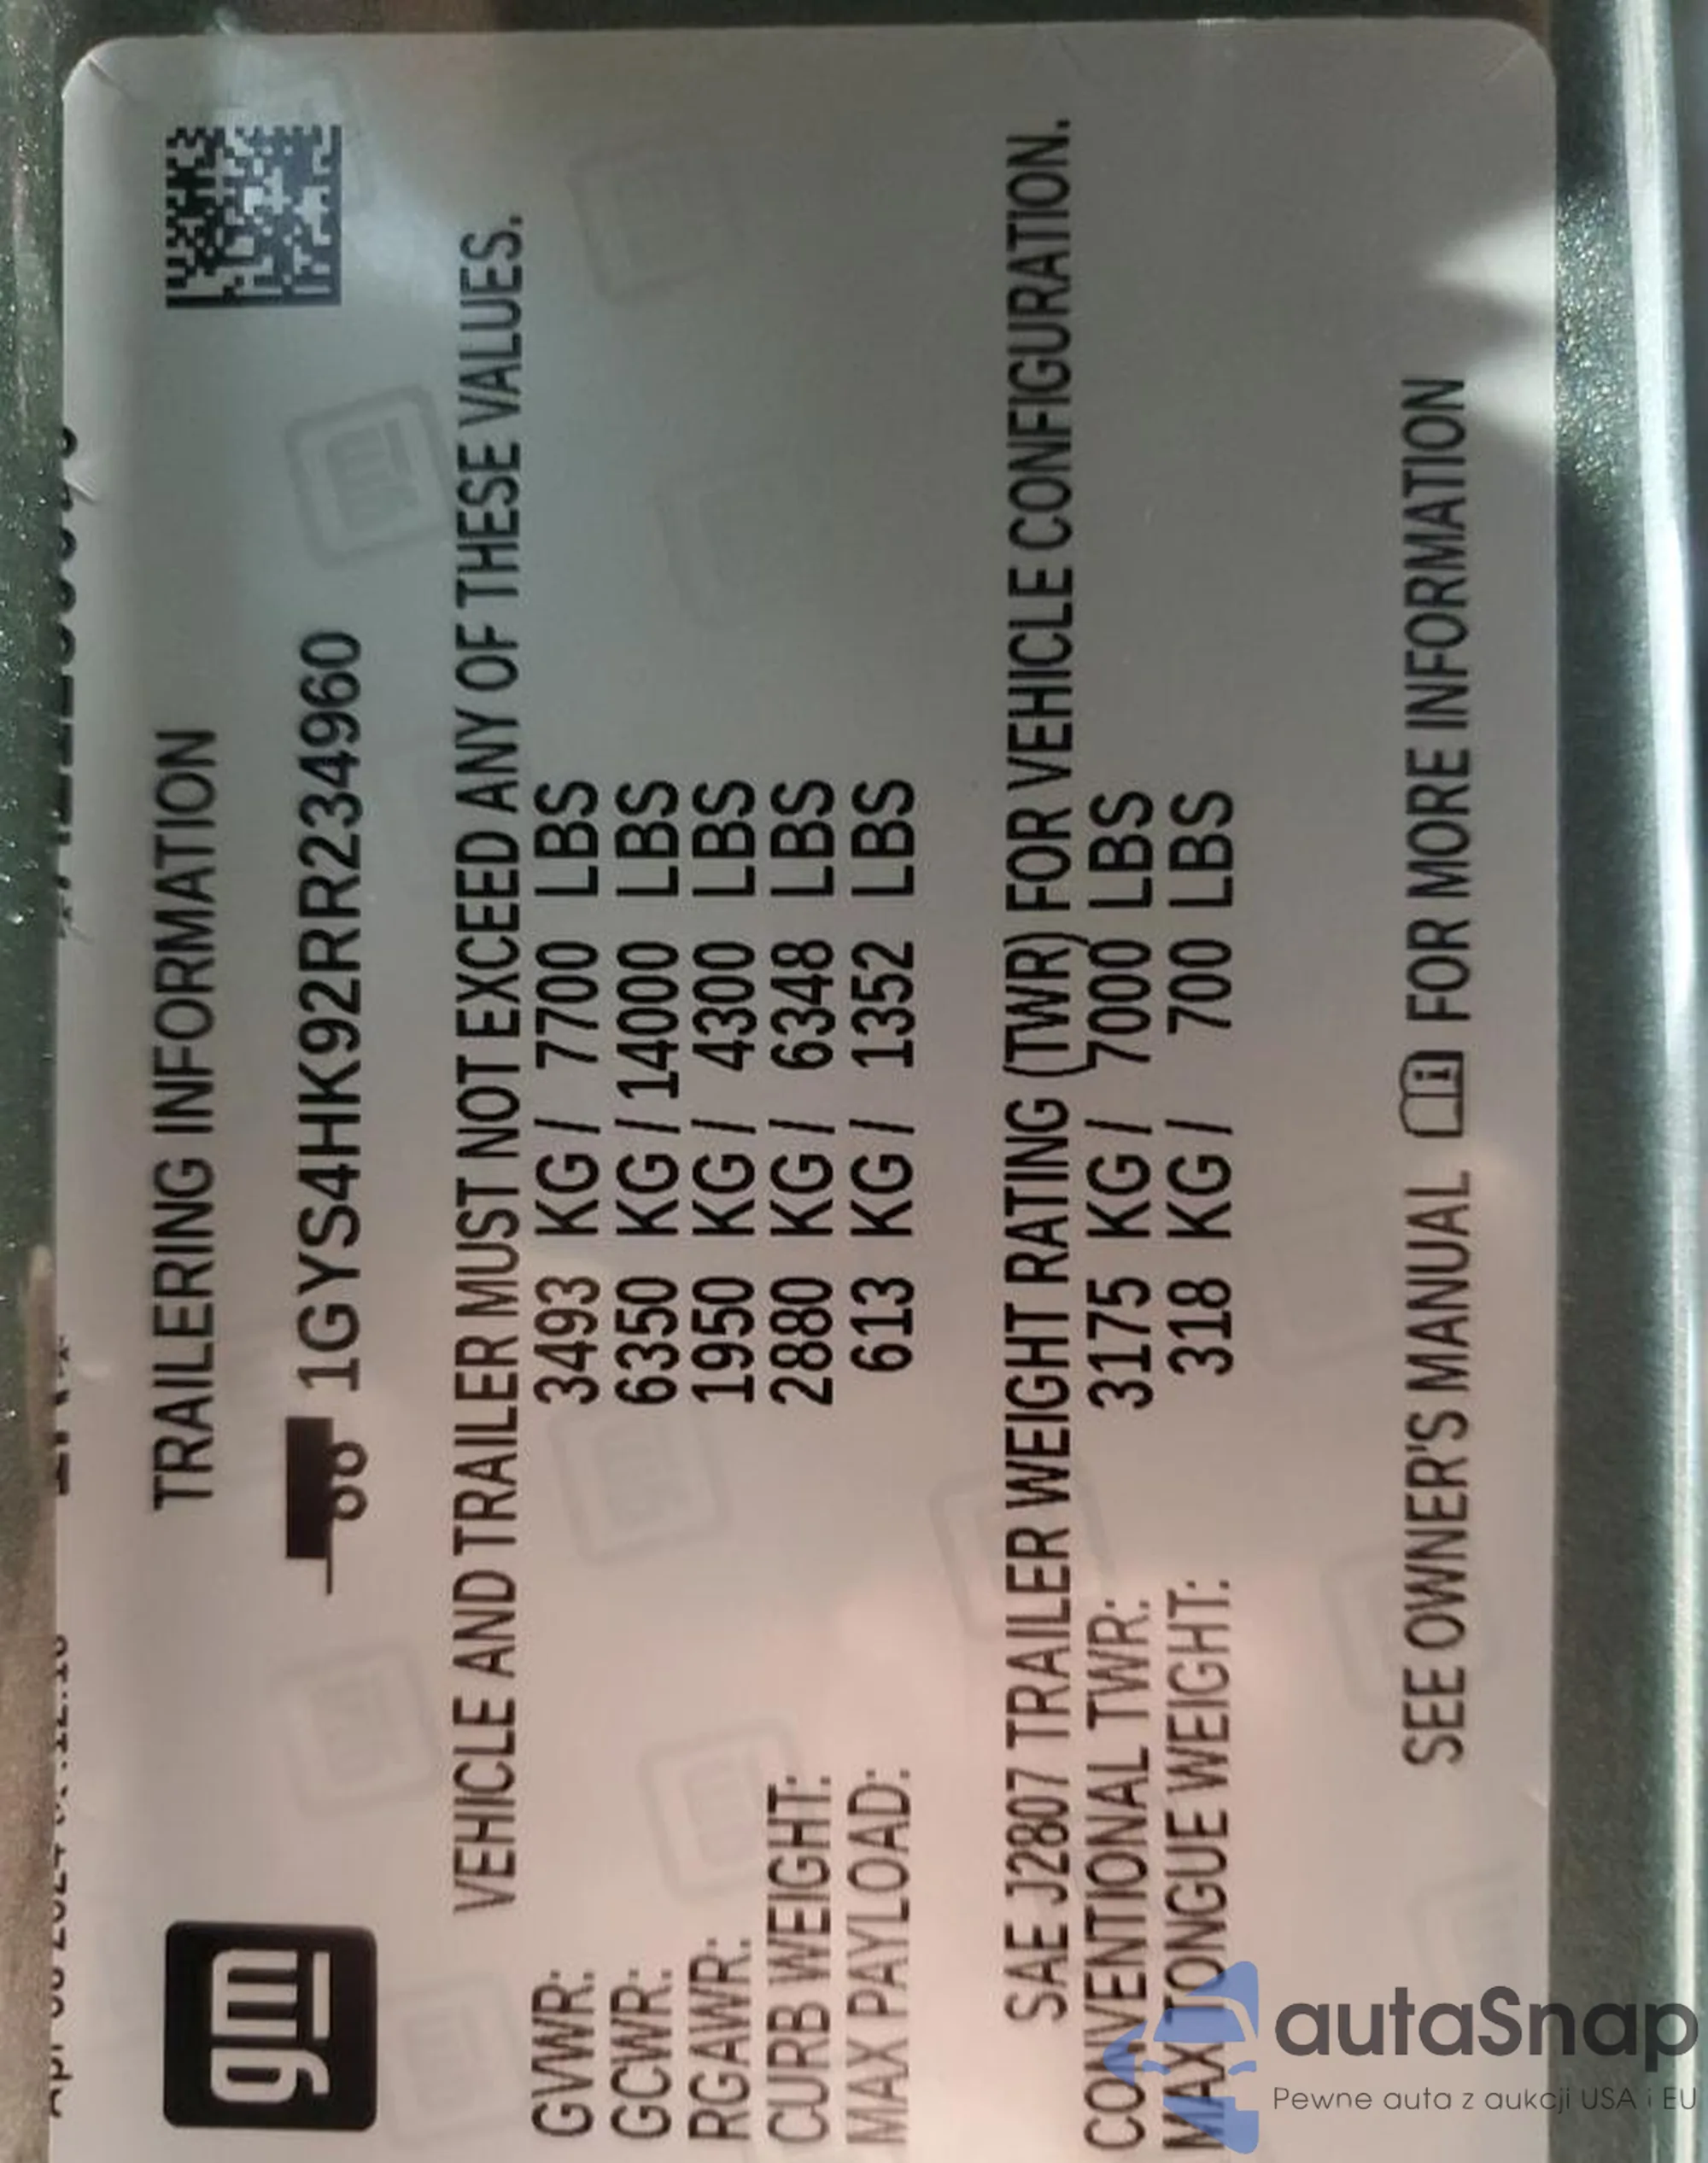 gm
TRAILERING INFORMATION
1GYS4HK92RR234960
VEHICLE AND TRAILER MUST NOT EXCEED ANY OF THESE VALUES.
GVWR: 3493 KG / 7700 LBS
GCWR: 6350 KG / 14000 LBS
RGAWR: 1950 KG / 4300 LBS
CURB WEIGHT: 2880 KG / 6348 LBS
MAX PAYLOAD: 613 KG / 1352 LBS
SAE J2807 TRAILER WEIGHT RATING (TWR) FOR VEHICLE CONFIGURATION.
CONVENTIONAL TWR: 3175 KG / 7000 LBS
MAX TONGUE WEIGHT: 318 KG / 700 LBS
SEE OWNER'S MANUAL FOR MORE INFORMATION
autaSnap
Pewne auta z aukcji USA i EU